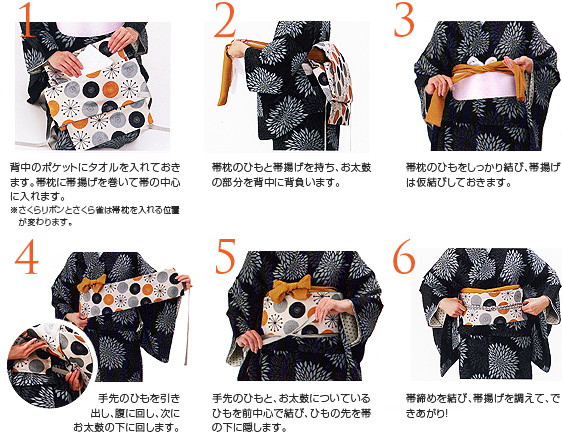 1
背中のポケットにタオルを入れておき
ます。帯枕に帯揚げを巻いて帯の中心
に入れます。
※さくらリボンとさくら雀は帯枕を入れる位置
が変わります。
2
帯枕のひもと帯揚げを持ち、お太鼓
の部分を背中に背負います。
3
帯枕のひもをしっかり結び、帯揚げ
は仮結びしておきます。
4
手先のひもを引き
出し、腹に回し、次に
お太鼓の下に回します。
5
手先のひもと、お太鼓についている
ひもを前中心で結び、ひもの先を帯
の下に隠します。
6
帯締めを結び、帯揚げを調えて、で
きあがり!